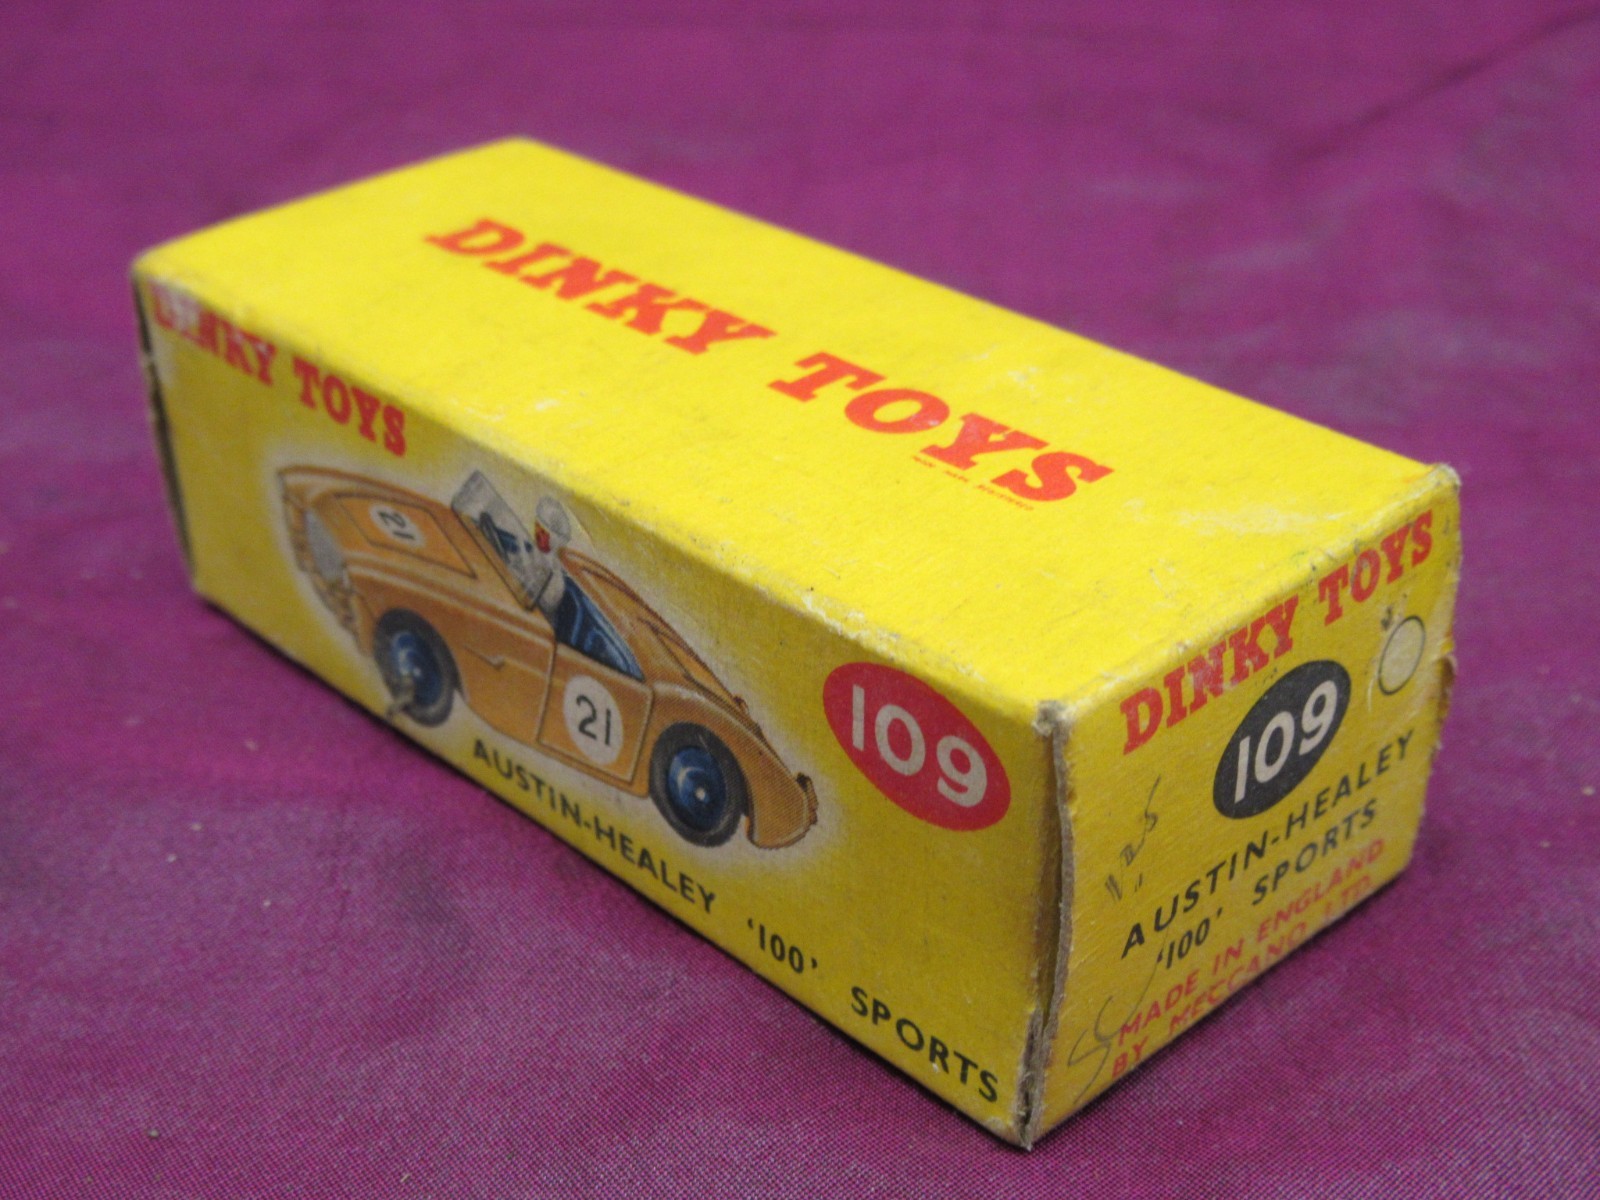 DINKY TOYS
DINKY TOYS
21
21
109
AUSTIN-HEALEY '100' SPORTS
DINKY TOYS
109
AUSTIN-HEALEY
'100' SPORTS
MADE IN ENGLAND
BY MECCANO LTD.